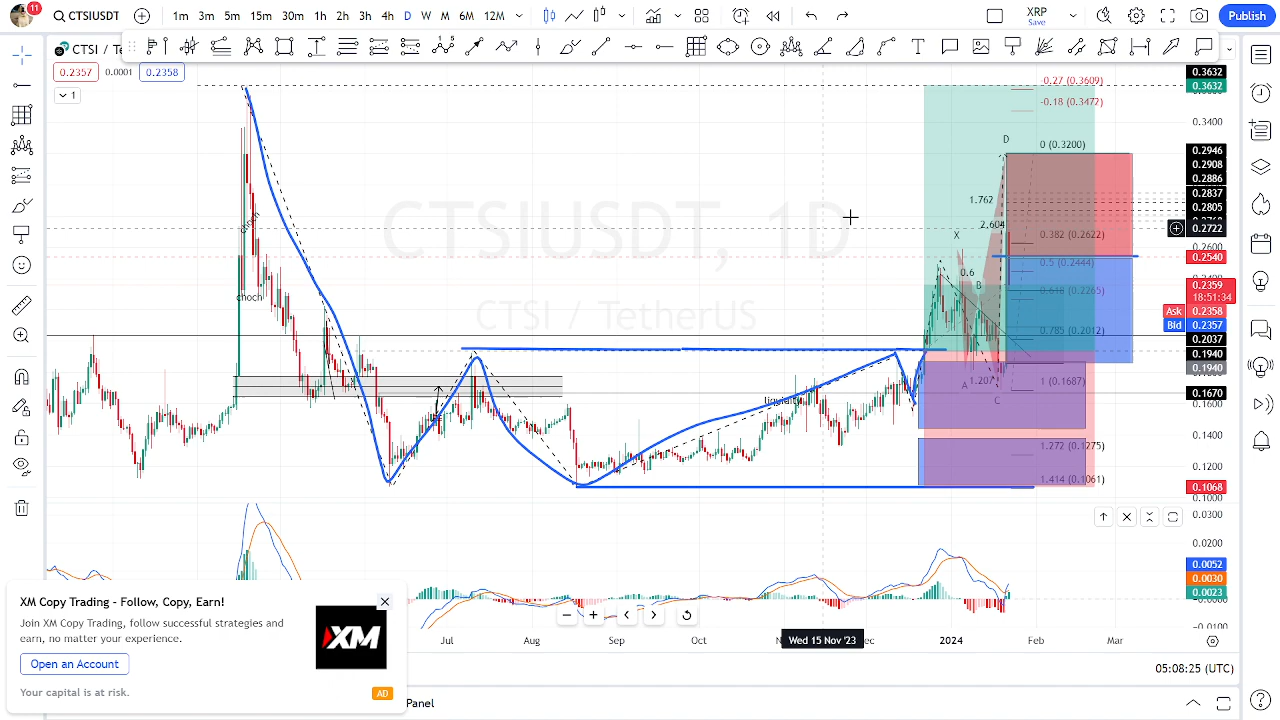 11
CTSIUSDT
1m 3m 5m 15m 30m 1h 2h 3h 4h D W M 6M 12M
XRP
Save
Publish
CTSI / Te
0.2357 0.0001 0.2358
1
CTSIUSDT, 1D
CTSI / TetherUS
choch
choch
liquidity
-0.27 (0.3609)
-0.18 (0.3472)
D
0 (0.3200)
1.762
2.604
X
0.382 (0.2622)
0.5 (0.2444)
0.6
B
0.618 (0.2265)
0.785 (0.2012)
A
1.207
1 (0.1687)
C
1.272 (0.1275)
1.414 (0.1061)
0.3632
0.3632
0.3400
0.2946
0.2908
0.2886
0.2837
0.2805
0.2722
0.2600
0.2540
0.2359
18:51:34
Ask 0.2358
Bid 0.2357
0.2037
0.1940
0.1940
0.1670
0.1600
0.1400
0.1200
0.1068
0.1000
0.0300
0.0200
0.0052
0.0030
0.0023
-0.0100
Jul Aug Sep Oct Wed 15 Nov '23 Dec 2024 Feb Mar
05:08:25 (UTC)
XM Copy Trading - Follow, Copy, Earn!
Join XM Copy Trading, follow successful strategies and
earn, no matter your experience.
Open an Account
Your capital is at risk.
XM
AD
Panel